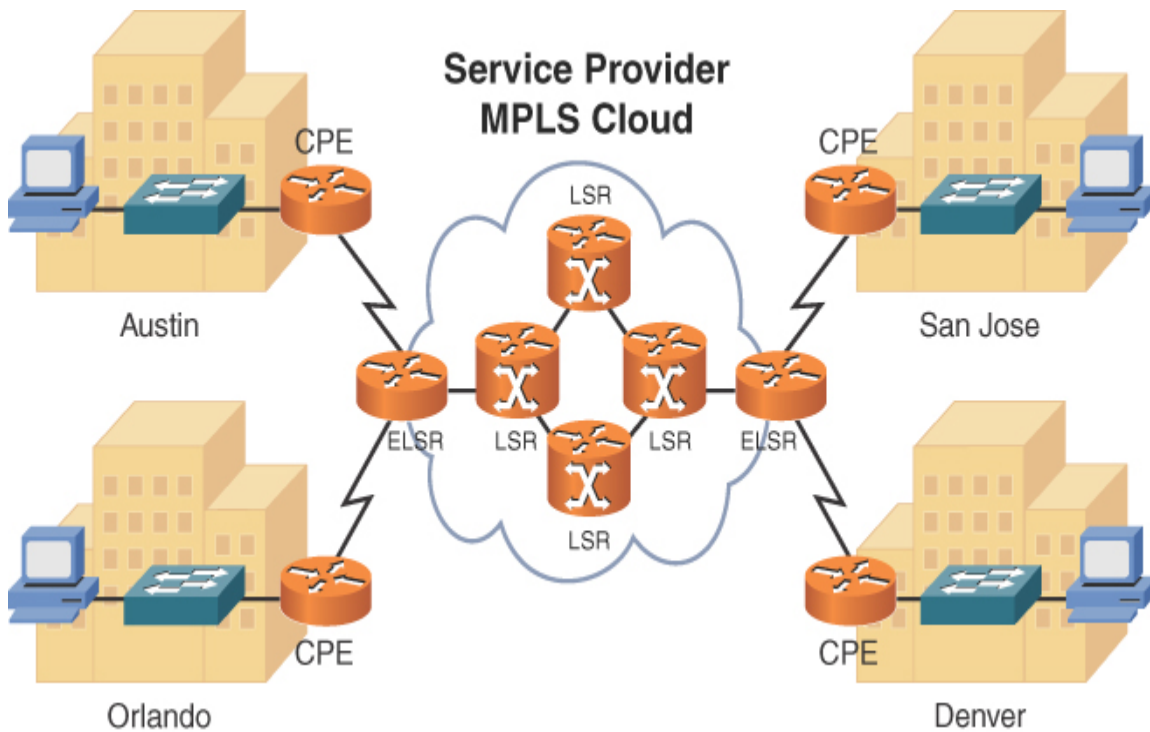 Service Provider
MPLS Cloud
CPE
CPE
LSR
Austin
San Jose
ELSR
LSR
LSR
ELSR
LSR
CPE
CPE
Orlando
Denver